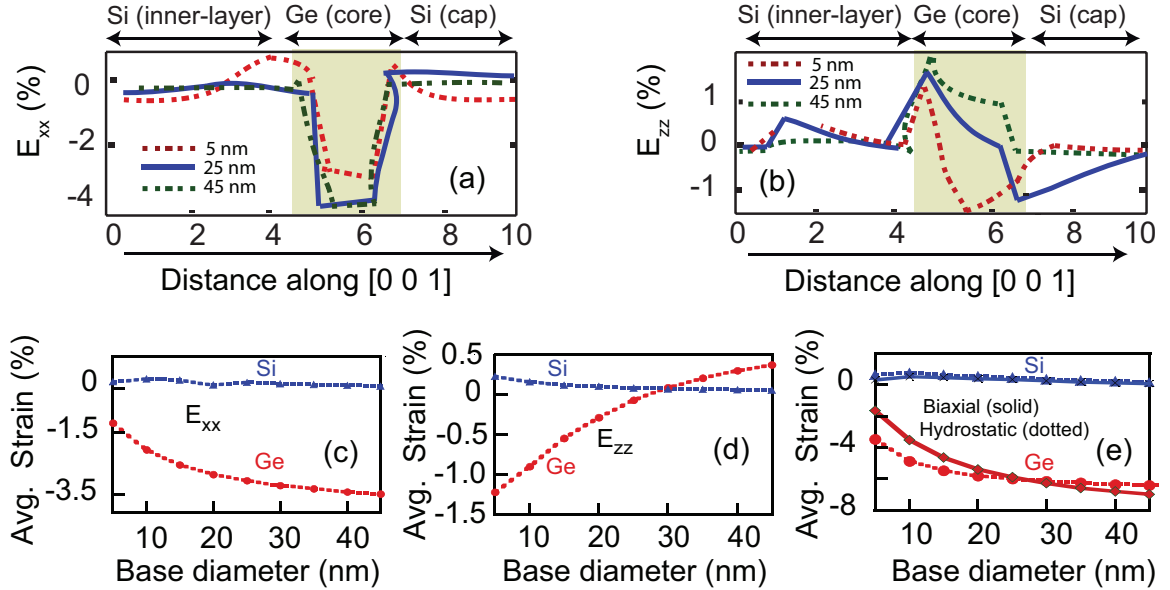 Si (inner-layer) Ge (core) Si (cap)
E_xx (%)
0
-2
-4
5 nm
25 nm
45 nm
(a)
0 2 4 6 8 10
Distance along [0 0 1]
Si (inner-layer) Ge (core) Si (cap)
E_zz (%)
1
0
-1
5 nm
25 nm
45 nm
(b)
0 2 4 6 8 10
Distance along [0 0 1]
Avg. Strain (%)
0
-1.5
-3.5
Si
E_xx
Ge
(c)
10 20 30 40
Base diameter (nm)
Avg. Strain (%)
0.5
0
-0.5
-1.0
-1.5
Si
E_zz
Ge
(d)
10 20 30 40
Base diameter (nm)
Avg. Strain (%)
0
-4
-8
Si
Biaxial (solid)
Hydrostatic (dotted)
Ge
(e)
10 20 30 40
Base diameter (nm)